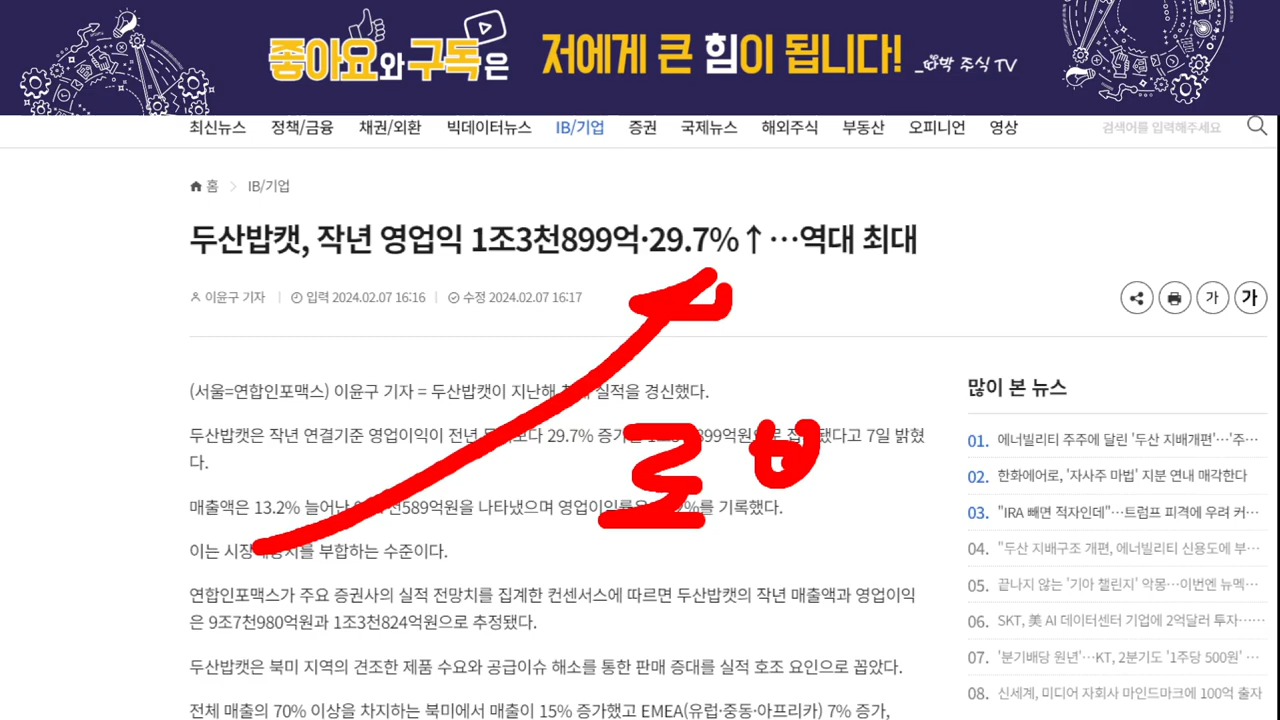 좋아요와 구독은 저에게 큰 힘이 됩니다! 박 주식 TV
최신뉴스 정책/금융 채권/외환 빅데이터뉴스 IB/기업 증권 국제뉴스 해외주식 부동산 오피니언 영상 검색어를 입력해주세요
홈 IB/기업
두산밥캣, 작년 영업익 1조3천899억·29.7%↑…역대 최대
이윤구 기자 | 입력 2024.02.07 16:16 | 수정 2024.02.07 16:17
가 가
(서울=연합인포맥스) 이윤구 기자 = 두산밥캣이 지난해 실적을 경신했다.
두산밥캣은 작년 연결기준 영업이익이 전년 29.7% 899억원 밝혔
다.
매출액은 13.2% 늘어난 589억원을 나타냈으며 기록했다.
이는 부합하는 수준이다.
연합인포맥스가 주요 증권사의 실적 전망치를 집계한 컨센서스에 따르면 두산밥캣의 작년 매출액과 영업이익
은 9조7천980억원과 1조3천824억원으로 추정됐다.
두산밥캣은 북미 지역의 견조한 제품 수요와 공급이슈 해소를 통한 판매 증대를 실적 호조 요인으로 꼽았다.
전체 매출의 70% 이상을 차지하는 북미에서 매출이 15% 증가했고 EMEA(유럽·중동·아프리카) 7% 증가,
로 봇
많이 본 뉴스
01. 에너빌리티 주주에 달린 '두산 지배개편'…'주…
02. 한화에어로, '자사주 마법' 지분 연내 매각한다
03. "IRA 빼면 적자인데"…트럼프 피격에 우려 커…
04. "두산 지배구조 개편, 에너빌리티 신용도에 부…
05. 끝나지 않는 '기아 챌린지' 악몽…이번엔 뉴멕…
06. SKT, 美 AI 데이터센터 기업에 2억달러 투자……
07. '분기배당 원년'…KT, 2분기도 '1주당 500원' …
08. 신세계, 미디어 자회사 마인드마크에 100억 출자